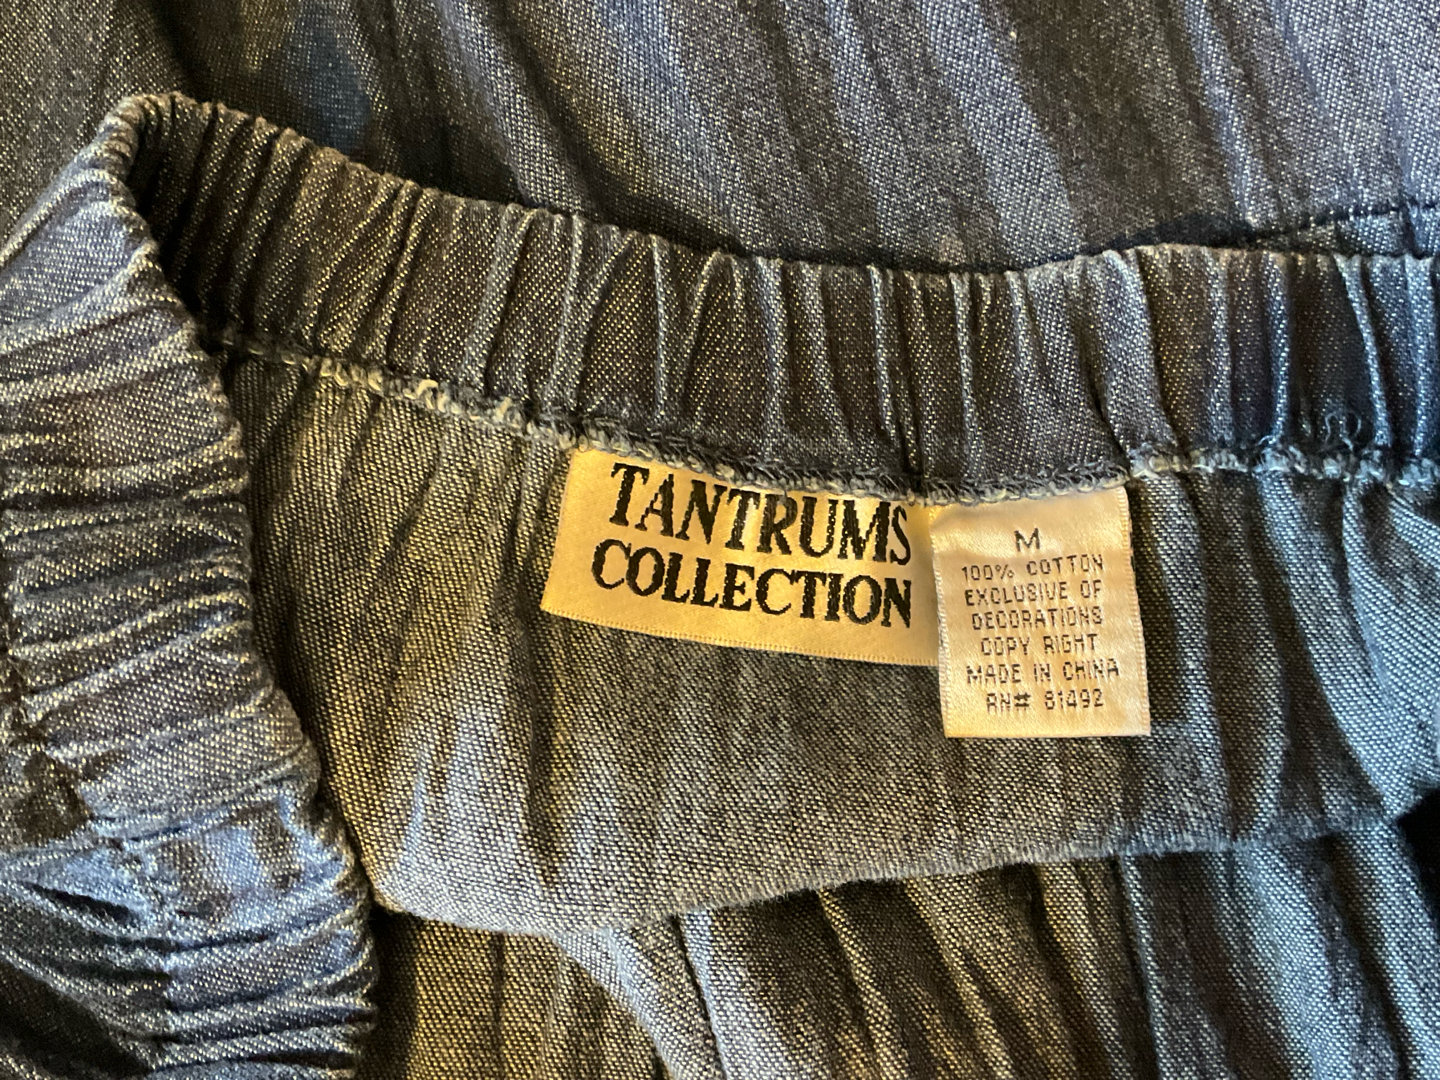 TANTRUMS
COLLECTION
M
100% COTTON
EXCLUSIVE OF
DECORATIONS
COPY RIGHT
MADE IN CHINA
RN# 81492